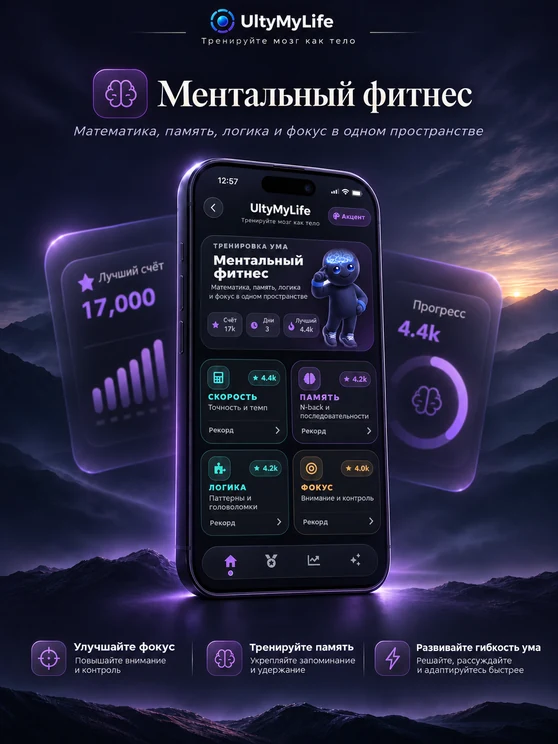 UltyMyLife
Тренируйте мозг как тело
Ментальный фитнес
Математика, память, логика и фокус в одном пространстве
12:57
UltyMyLife
Тренируйте мозг как тело
Акцент
ТРЕНИРОВКА УМА
Ментальный
фитнес
Математика, память, логика
и фокус в одном пространстве
Счёт
17k
Дни
3
Лучший
4.4k
Лучший счёт
17,000
Прогресс
4.4k
4.4k
СКОРОСТЬ
Точность и темп
Рекорд
4.2k
ПАМЯТЬ
N-back и
последовательности
Рекорд
4.2k
ЛОГИКА
Паттерны и
головоломки
Рекорд
4.0k
ФОКУС
Внимание и контроль
Рекорд
Улучшайте фокус
Повышайте внимание
и контроль
Тренируйте память
Укрепляйте запоминание
и удержание
Развивайте гибкость ума
Решайте, рассуждайте
и адаптируйтесь быстрее